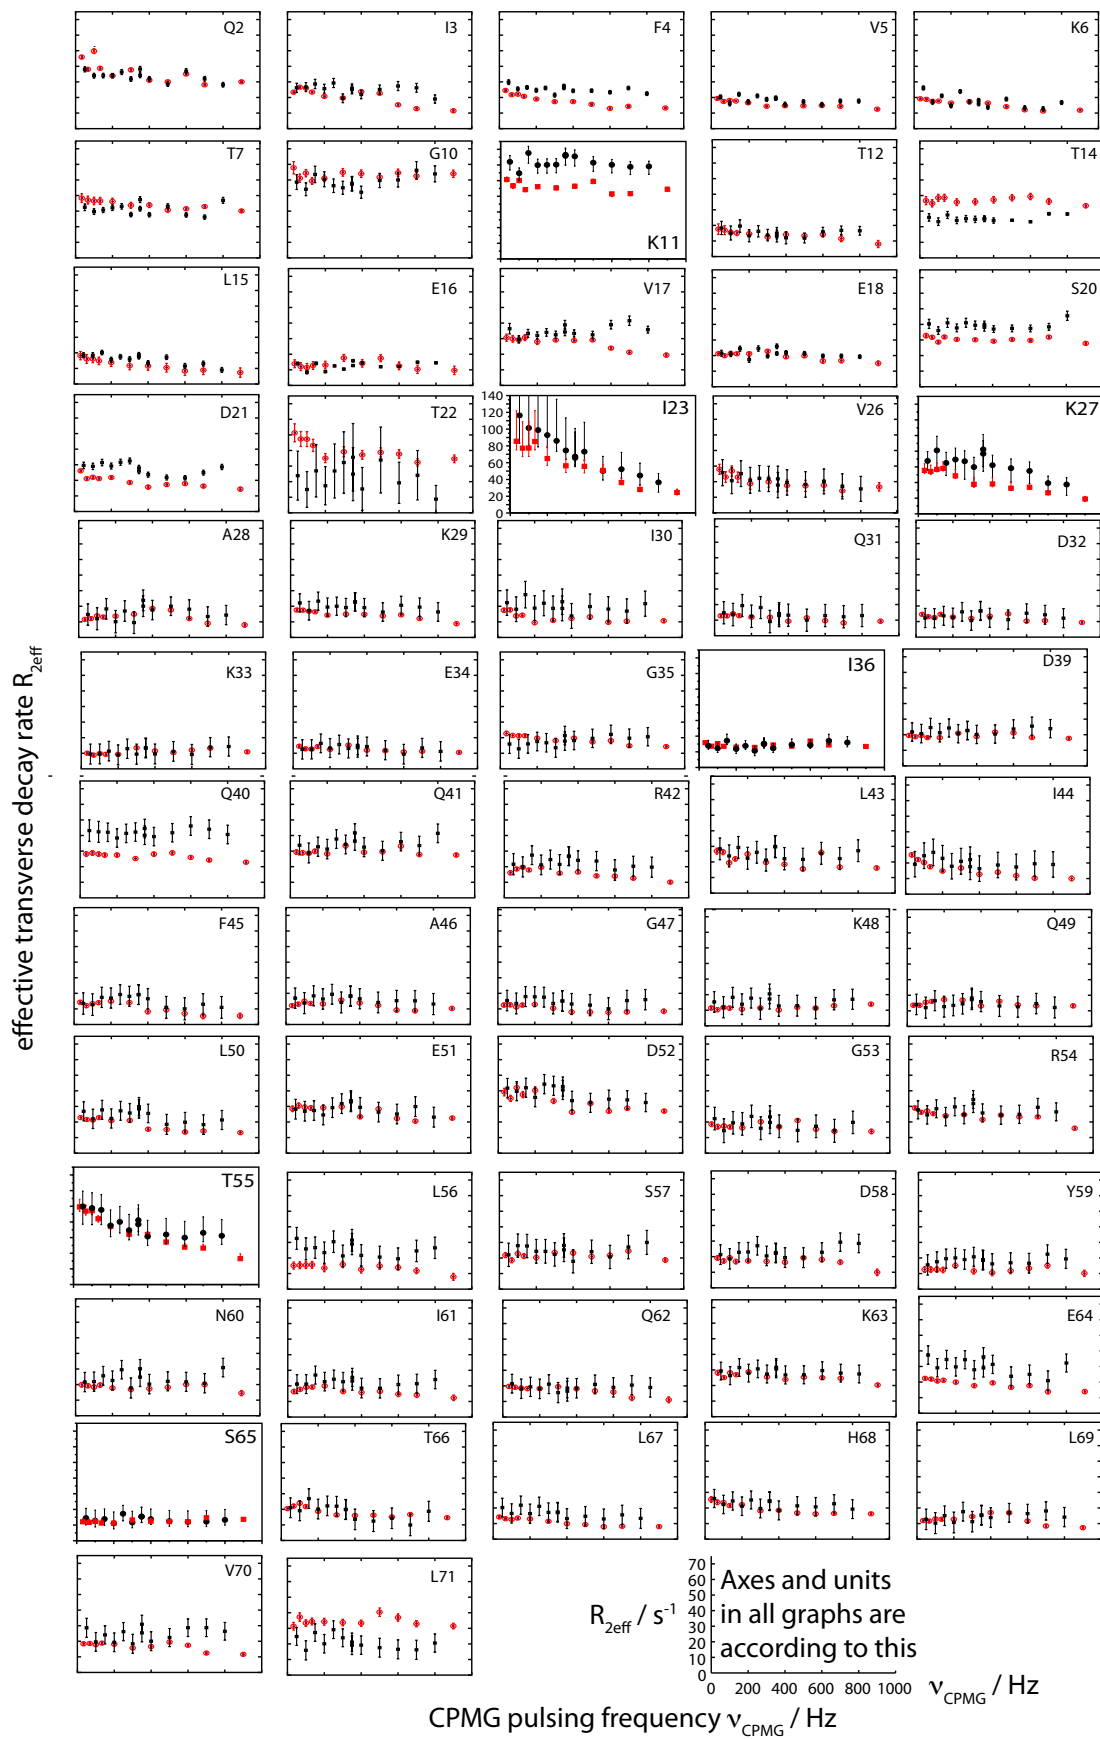 Q2 I3 F4 V5 K6
T7 G10 K11 T12 T14
L15 E16 V17 E18 S20
D21 T22 I23 V26 K27
140
120
100
80
60
40
20
0
A28 K29 I30 Q31 D32
K33 E34 G35 I36 D39
Q40 Q41 R42 L43 I44
F45 A46 G47 K48 Q49
L50 E51 D52 G53 R54
T55 L56 S57 D58 Y59
N60 I61 Q62 K63 E64
S65 T66 L67 H68 L69
V70 L71
effective transverse decay rate R2eff
R2eff / s-1
70
60
50
40
30
20
10
0
Axes and units
in all graphs are
according to this
0 200 400 600 800 1000
νCPMG / Hz
CPMG pulsing frequency νCPMG / Hz